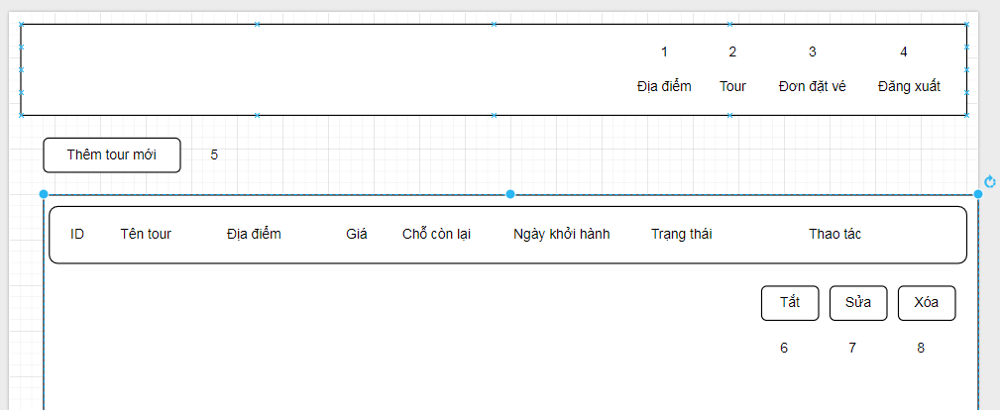 1 2 3 4
Địa điểm Tour Đơn đặt vé Đăng xuất
Thêm tour mới 5
ID Tên tour Địa điểm Giá Chỗ còn lại Ngày khởi hành Trạng thái Thao tác
Tắt Sửa Xóa
6 7 8